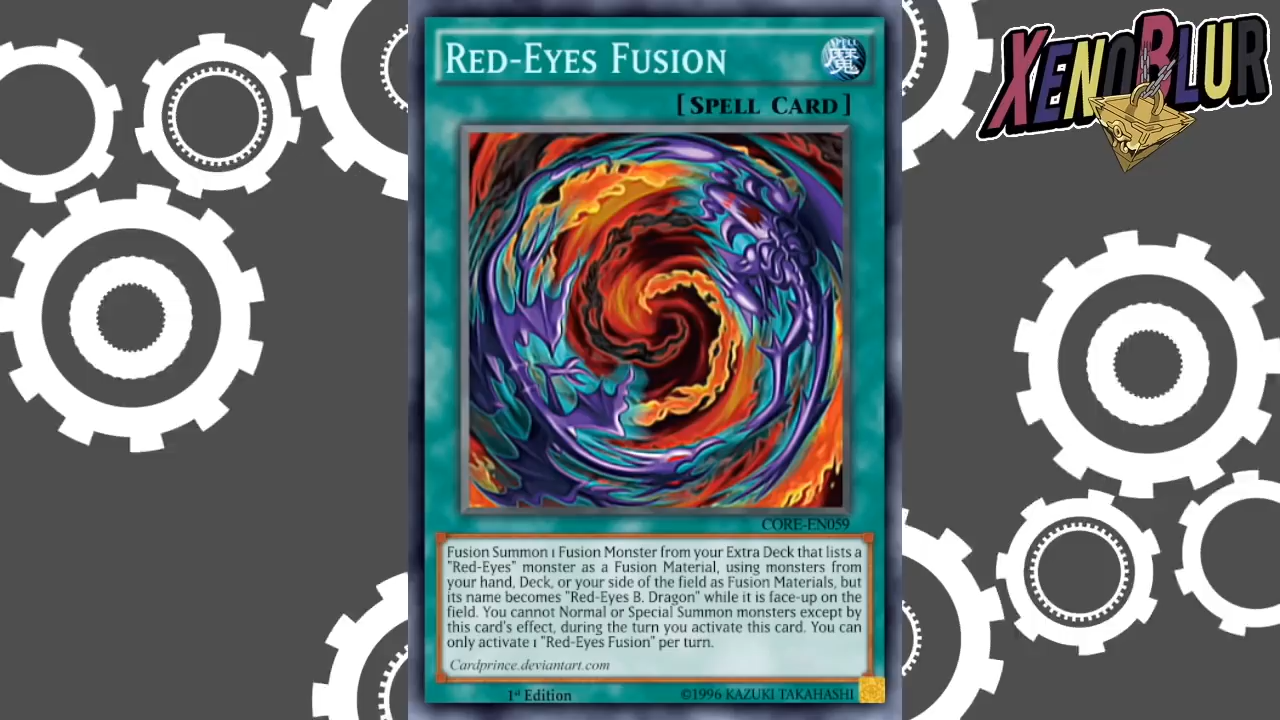 RED-EYES FUSION
SPELL
魔
XENOBLUR
[SPELL CARD]
CORE-EN059
Fusion Summon 1 Fusion Monster from your Extra Deck that lists a
"Red-Eyes" monster as a Fusion Material, using monsters from
your hand, Deck, or your side of the field as Fusion Materials, but
its name becomes "Red-Eyes B. Dragon" while it is face-up on the
field. You cannot Normal or Special Summon monsters except by
this card's effect, during the turn you activate this card. You can
only activate 1 "Red-Eyes Fusion" per turn.
Cardprince.deviantart.com
1st Edition
©1996 KAZUKI TAKAHASHI